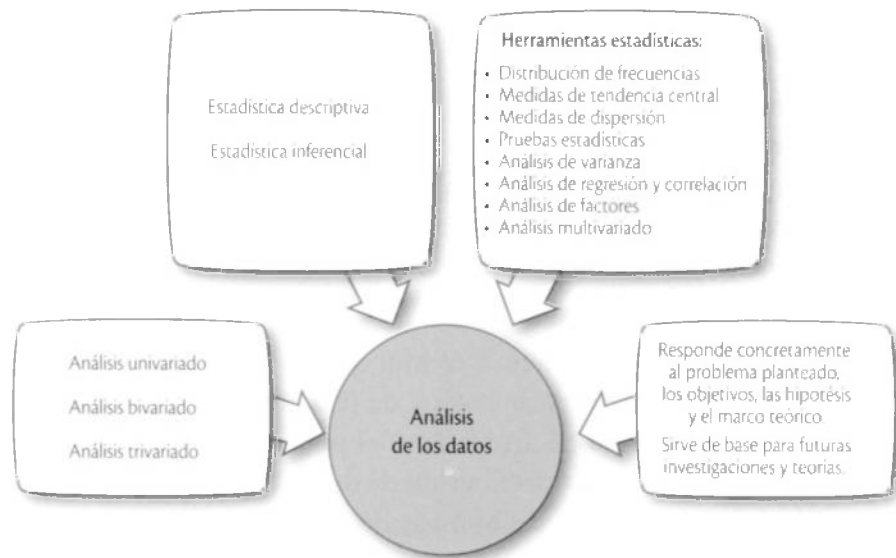 Estadística descriptiva
Estadística inferencial
Herramientas estadísticas:
• Distribución de frecuencias
• Medidas de tendencia central
• Medidas de dispersión
• Pruebas estadísticas
• Análisis de varianza
• Análisis de regresión y correlación
• Análisis de factores
• Análisis multivariado
Análisis univariado
Análisis bivariado
Análisis trivariado
Análisis
de los datos
Responde concretamente
al problema planteado,
los objetivos, las hipotésis
y el marco teórico.
Sirve de base para futuras
investigaciones y teorías.